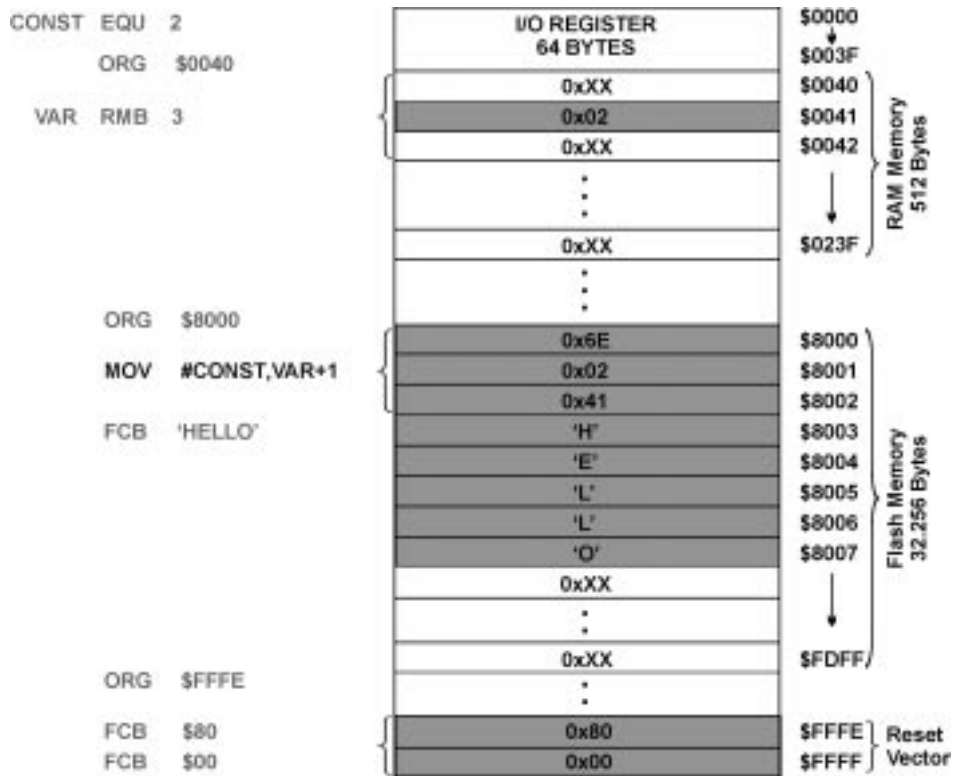 CONST EQU 2
I/O REGISTER
64 BYTES
$0000
$003F
ORG $0040
0xXX $0040
VAR RMB 3
0x02 $0041
0xXX $0042
0xXX $023F
RAM Memory
512 Bytes
ORG $8000
0x6E $8000
MOV #CONST,VAR+1
0x02 $8001
0x41 $8002
FCB 'HELLO'
'H' $8003
'E' $8004
'L' $8005
'L' $8006
'O' $8007
0xXX
0xXX $FDFF
Flash Memory
32.256 Bytes
ORG $FFFE
FCB $80
0x80 $FFFE
FCB $00
0x00 $FFFF
Reset
Vector